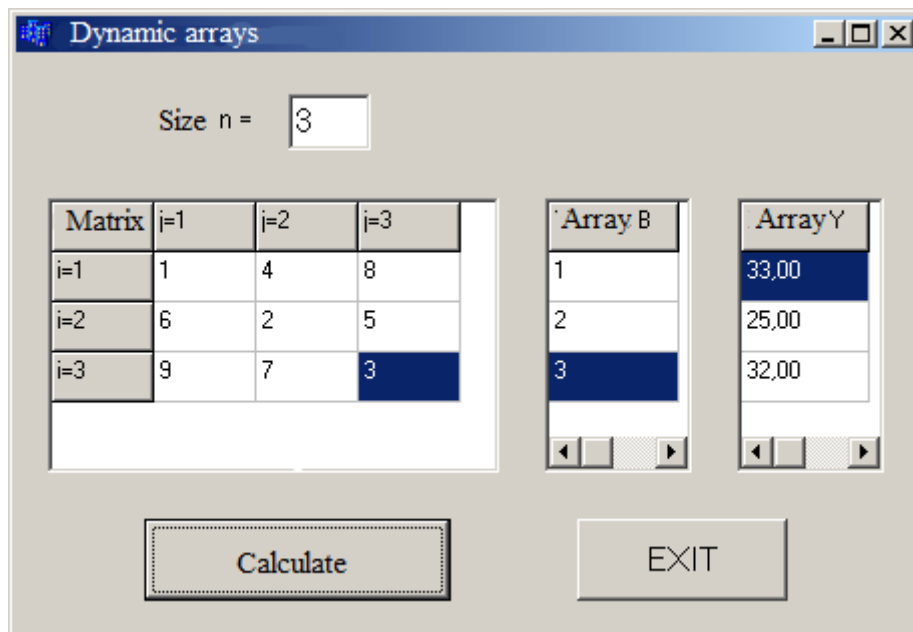 Dynamic arrays
Size n = 3
Matrix j=1 j=2 j=3 Array B Array Y
i=1 1 4 8 1 33,00
i=2 6 2 5 2 25,00
i=3 9 7 3 3 32,00
Calculate EXIT